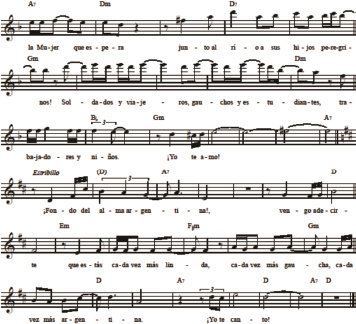 A7 Dm D7
la Mujer que es - pe - ra jun - to al rí - o a sus hi - jos pe-re-gri-
Gm Dm
nos! Sol - da - dos y via - je - ros, gau - chos y es - tu - dian - tes, tra-
B♭ 3 Gm A7
ba-ja-do - res y ni - ños. ¡Yo te a-mo!
Estribillo (D) 3 A7 D
¡Fon - do del al - ma ar - gen - ti - na!, ven - go a de - cir-
Em F♯m Gm
te que es - tás ca-da vez más lin - da, ca-da vez más gau - cha, ca-da
D A7 D A7 D
vez más ar - gen - ti - na. 3 ¡Yo te can - to!